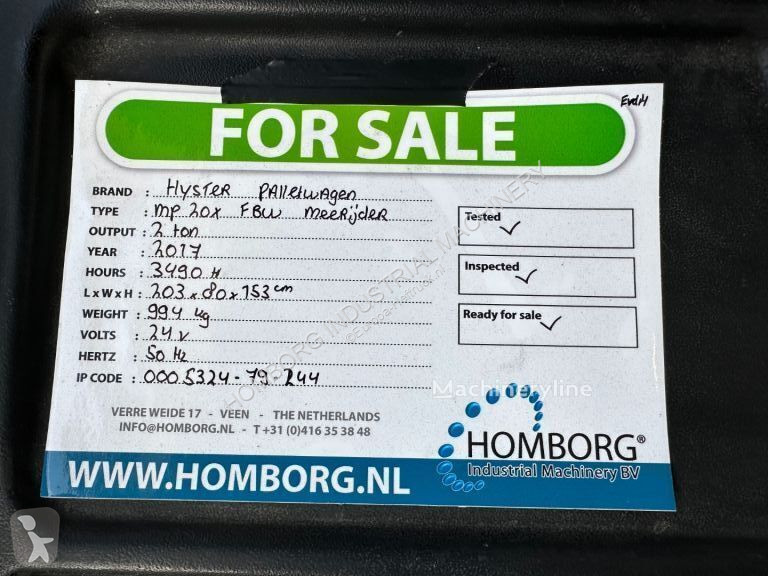 EvdH
FOR SALE
BRAND : HYSTER PAlletwagen
TYPE : mp 20x FBW meerijder
OUTPUT : 2 ton
YEAR : 2017
HOURS : 3490 H
L x W x H : 203 x 80 x 153 cm
WEIGHT : 994 kg
VOLTS : 24 v
HERTZ : 50 Hz
IP CODE : 000 5324-79 244
Tested
✓
Inspected
✓
Ready for sale
✓
VERRE WEIDE 17 - VEEN - THE NETHERLANDS
INFO@HOMBORG.NL - T +31 (0)416 35 38 48
WWW.HOMBORG.NL
HOMBORG®
Industrial Machinery BV
HOMBORG INDUSTRIAL MACHINERY
Machineryline